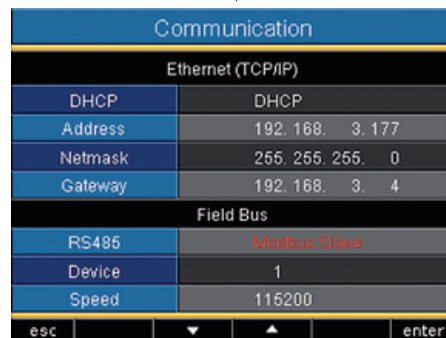 Communication
Ethernet (TCP/IP)
DHCP DHCP
Address 192. 168. 3. 177
Netmask 255. 255. 255. 0
Gateway 192. 168. 3. 4
Field Bus
RS485 Modbus Slave
Device 1
Speed 115200
esc ▼ ▲ enter